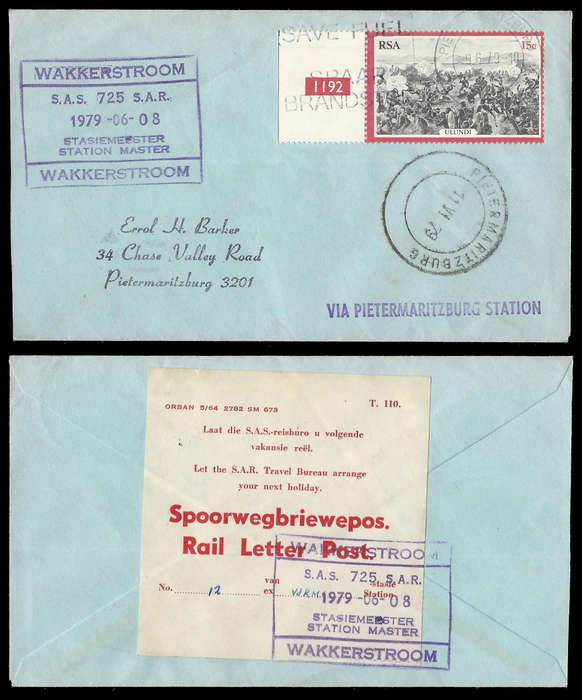 SAVE FUEL
SPAAR
BRANDS
1192
RSA
15c
ULUNDI
WAKKERSTROOM
S.A.S. 725 S.A.R.
1979 -06- 08
STASIEMEESTER
STATION MASTER
WAKKERSTROOM
PIETERMARITZBURG
11 VI 79
Errol H. Barker
34 Chase Valley Road
Pietermaritzburg 3201
VIA PIETERMARITZBURG STATION
ORBAN 5/64 2782 SM 673
T. 110.
Laat die S.A.S.-reisburo u volgende
vakansie reël.
Let the S.A.R. Travel Bureau arrange
your next holiday.
Spoorwegbriewepos.
Rail Letter Post.
No. 12 van ex W.R.M. stasie Station
WAKKERSTROOM
S.A.S. 725 S.A.R.
1979 -06- 08
STASIEMEESTER
STATION MASTER
WAKKERSTROOM